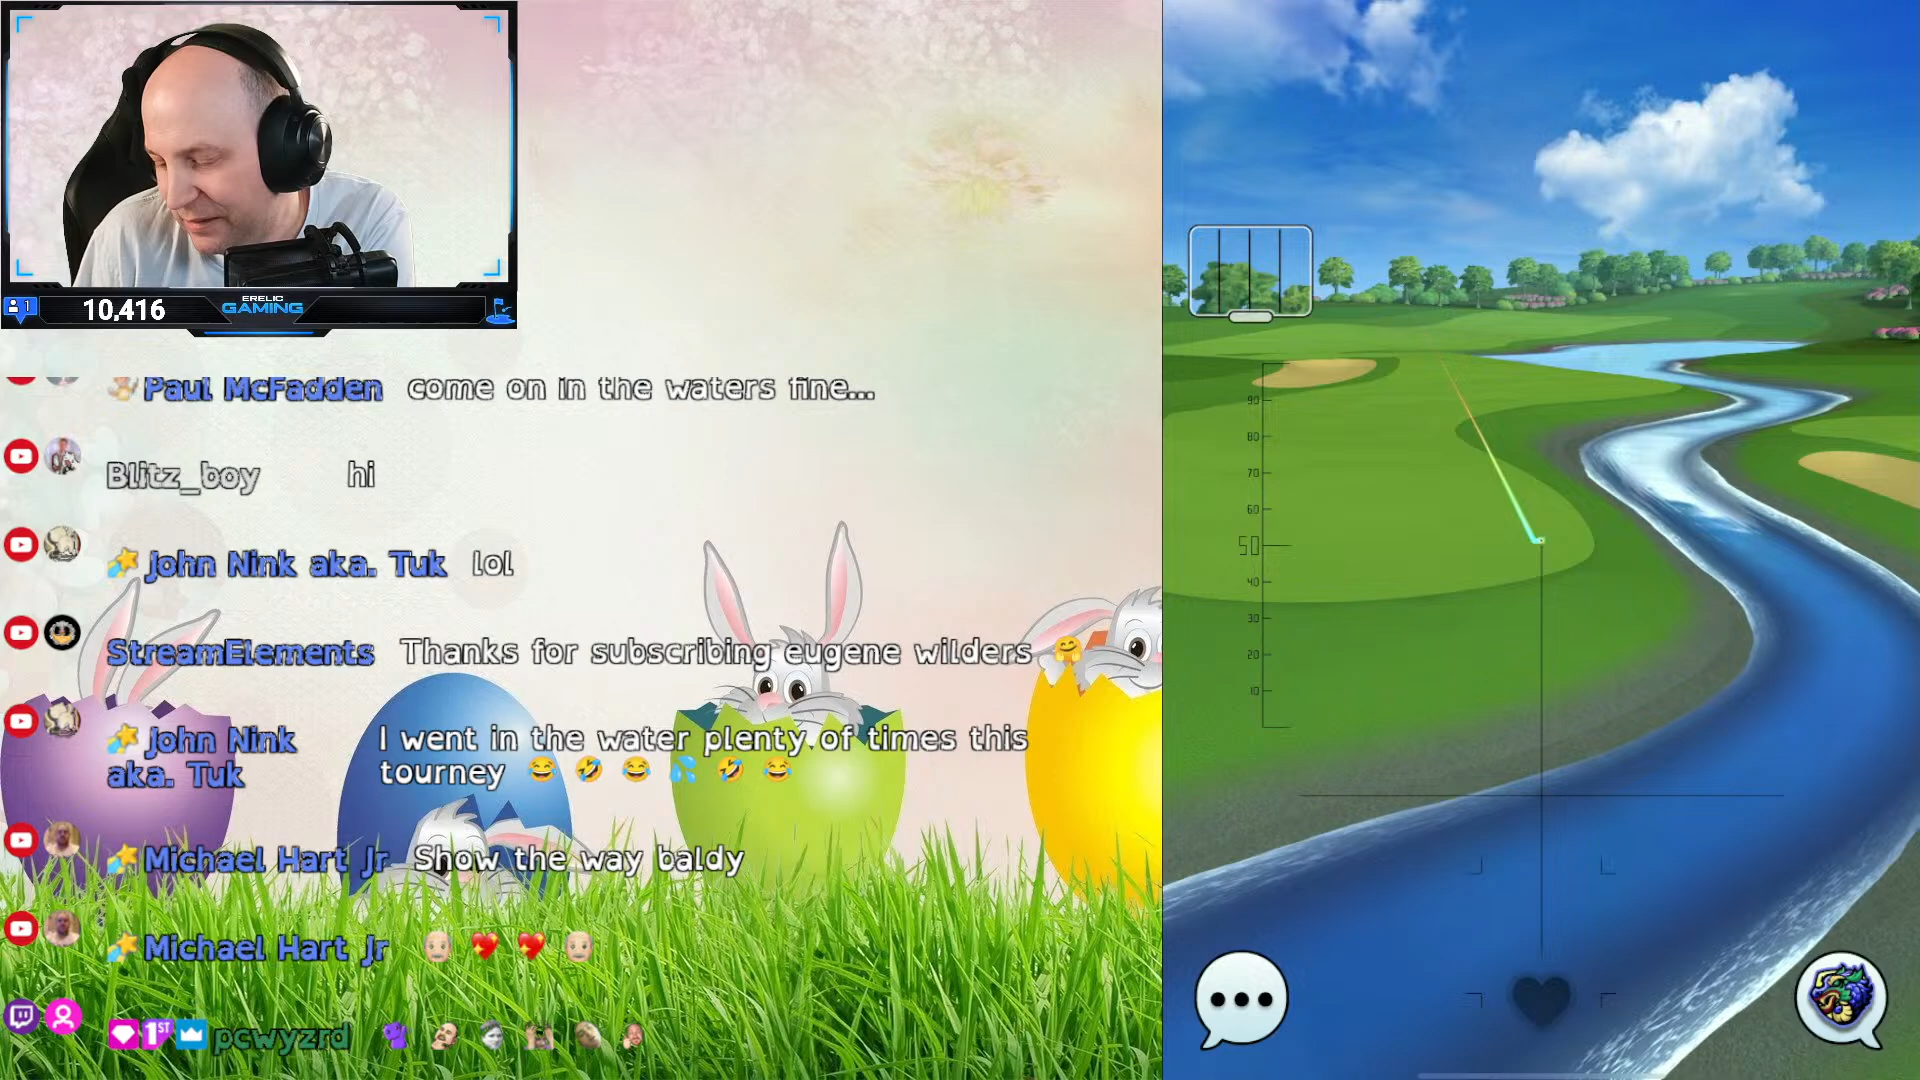 1
10,416
ERELIC
GAMING
Paul McFadden come on in the waters fine...
Blitz_boy hi
John Nink aka. Tuk lol
StreamElements Thanks for subscribing eugene wilders 🤗
John Nink aka. Tuk I went in the water plenty of times this
tourney 😂 🤣 😂 💦 🤣 😂
Michael Hart Jr Show the way baldy
Michael Hart Jr 👴 💖 💖 👴
1ST pcwyzrd
90
80
70
60
50
40
30
20
10